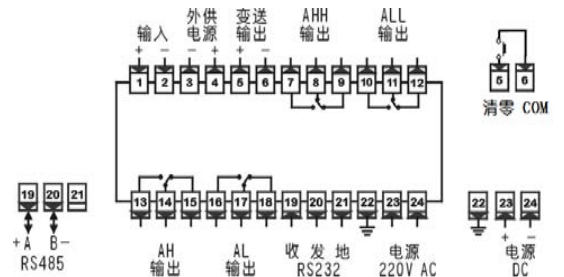 外供 变送 AHH ALL
输入 电源 输出 输出 输出
+ − − + + −
1 2 3 4 5 6 7 8 9 10 11 12
5 6
清零 COM
19 20 21
13 14 15 16 17 18 19 20 21 22 23 24
22 23 24
+A B−
RS485
AH AL 收 发 地 电源
输出 输出 RS232 220V AC
+ −
电源
DC